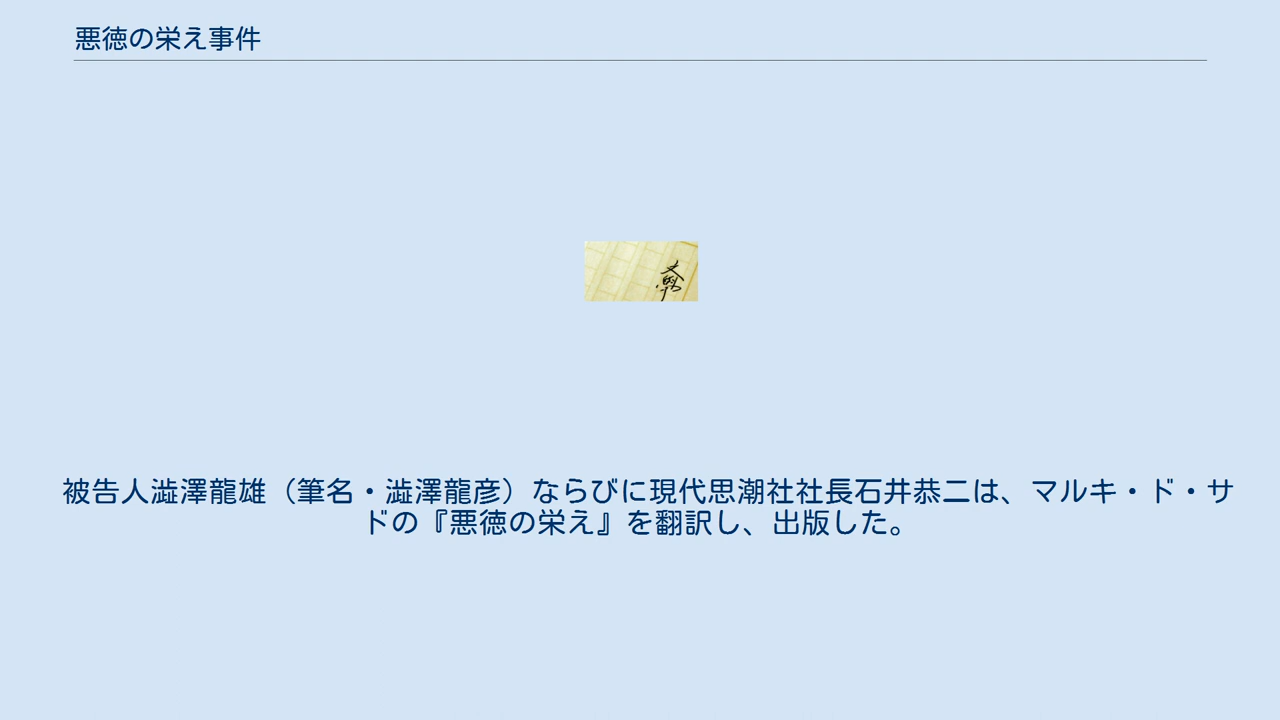 悪徳の栄え事件
被告人澁澤龍雄（筆名・澁澤龍彦）ならびに現代思潮社社長石井恭二は、マルキ・ド・サ
ドの『悪徳の栄え』を翻訳し、出版した。